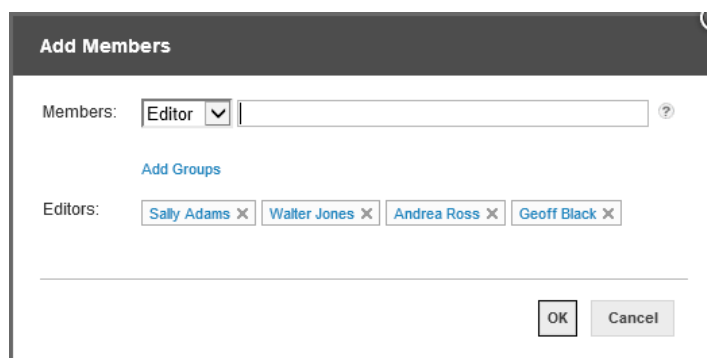 Add Members
Members: Editor ?
Add Groups
Editors: Sally Adams Walter Jones Andrea Ross Geoff Black
OK Cancel